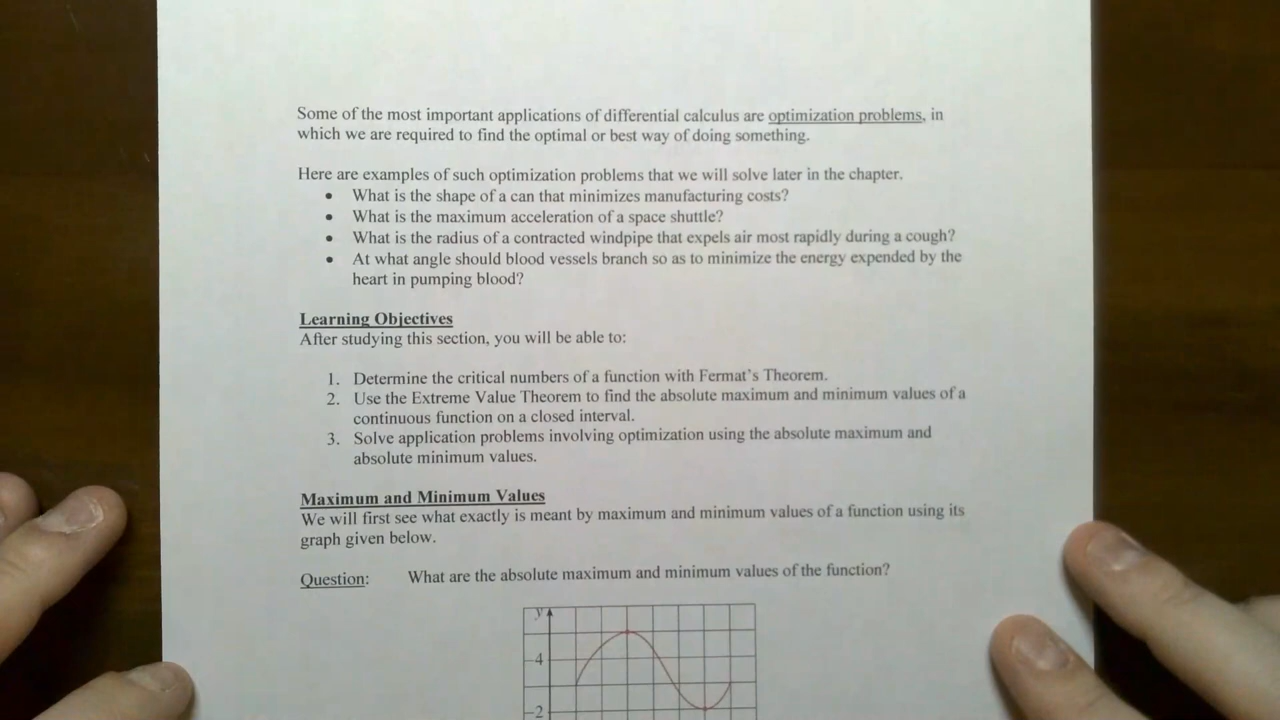 Some of the most important applications of differential calculus are optimization problems, in
which we are required to find the optimal or best way of doing something.
Here are examples of such optimization problems that we will solve later in the chapter.
• What is the shape of a can that minimizes manufacturing costs?
• What is the maximum acceleration of a space shuttle?
• What is the radius of a contracted windpipe that expels air most rapidly during a cough?
• At what angle should blood vessels branch so as to minimize the energy expended by the
heart in pumping blood?
Learning Objectives
After studying this section, you will be able to:
1. Determine the critical numbers of a function with Fermat's Theorem.
2. Use the Extreme Value Theorem to find the absolute maximum and minimum values of a
continuous function on a closed interval.
3. Solve application problems involving optimization using the absolute maximum and
absolute minimum values.
Maximum and Minimum Values
We will first see what exactly is meant by maximum and minimum values of a function using its
graph given below.
Question: What are the absolute maximum and minimum values of the function?
y
4
2